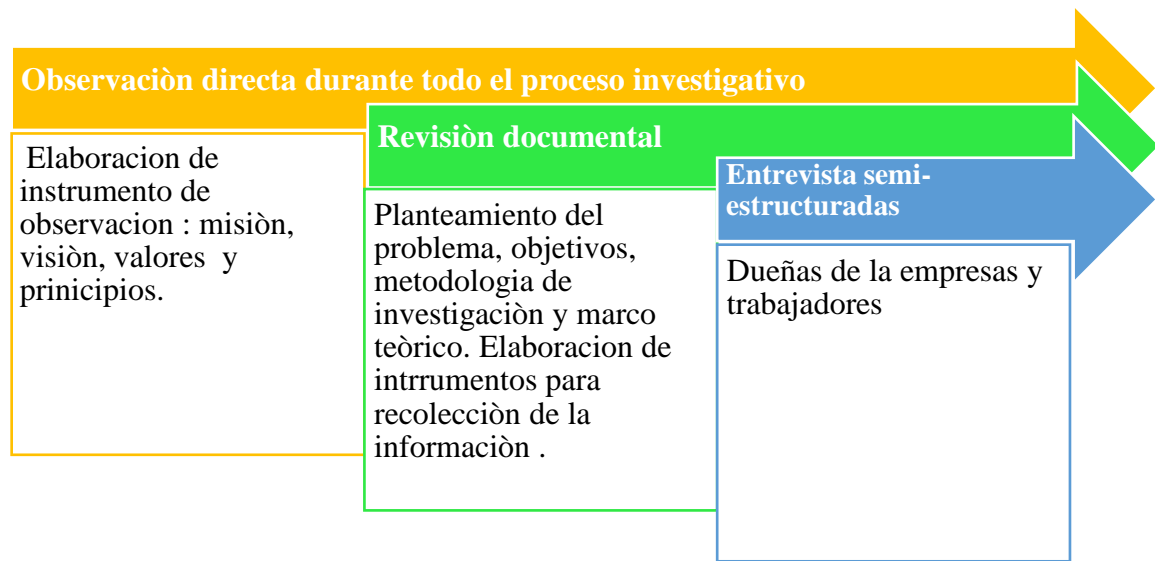 Observaciòn directa durante todo el proceso investigativo
Elaboracion de
instrumento de
observacion : misiòn,
visiòn, valores y
prinicipios.
Revisiòn documental
Planteamiento del
problema, objetivos,
metodologia de
investigaciòn y marco
teòrico. Elaboracion de
intrrumentos para
recolecciòn de la
informaciòn .
Entrevista semi-
estructuradas
Dueñas de la empresas y
trabajadores